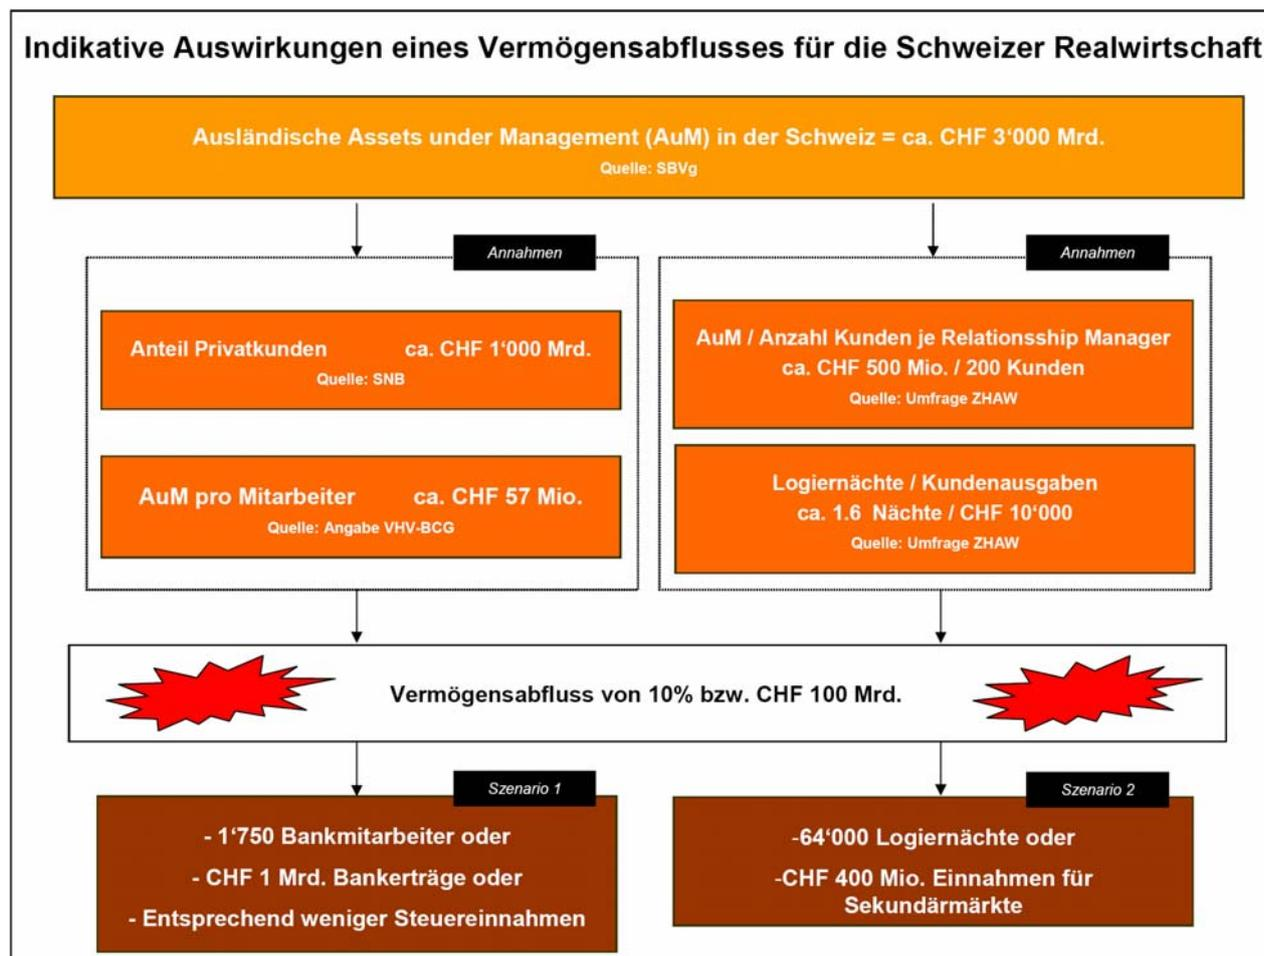 Indikative Auswirkungen eines Vermögensabflusses für die Schweizer Realwirtschaft
Ausländische Assets under Management (AuM) in der Schweiz = ca. CHF 3‘000 Mrd.
Quelle: SBVg
Annahmen
Anteil Privatkunden ca. CHF 1‘000 Mrd.
Quelle: SNB
AuM pro Mitarbeiter ca. CHF 57 Mio.
Quelle: Angabe VHV-BCG
Annahmen
AuM / Anzahl Kunden je Relationsship Manager
ca. CHF 500 Mio. / 200 Kunden
Quelle: Umfrage ZHAW
Logiernächte / Kundenausgaben
ca. 1.6 Nächte / CHF 10‘000
Quelle: Umfrage ZHAW
Vermögensabfluss von 10% bzw. CHF 100 Mrd.
Szenario 1
- 1‘750 Bankmitarbeiter oder
- CHF 1 Mrd. Bankerträge oder
- Entsprechend weniger Steuereinnahmen
Szenario 2
-64‘000 Logiernächte oder
-CHF 400 Mio. Einnahmen für
Sekundärmärkte